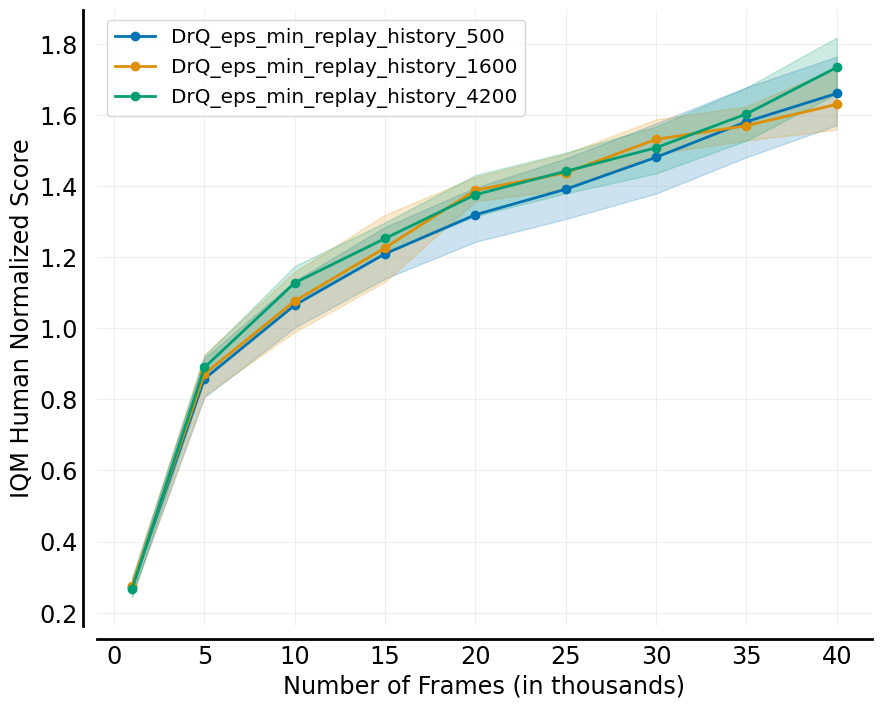 DrQ_eps_min_replay_history_500
DrQ_eps_min_replay_history_1600
DrQ_eps_min_replay_history_4200
IQM Human Normalized Score
1.8
1.6
1.4
1.2
1.0
0.8
0.6
0.4
0.2
0 5 10 15 20 25 30 35 40
Number of Frames (in thousands)